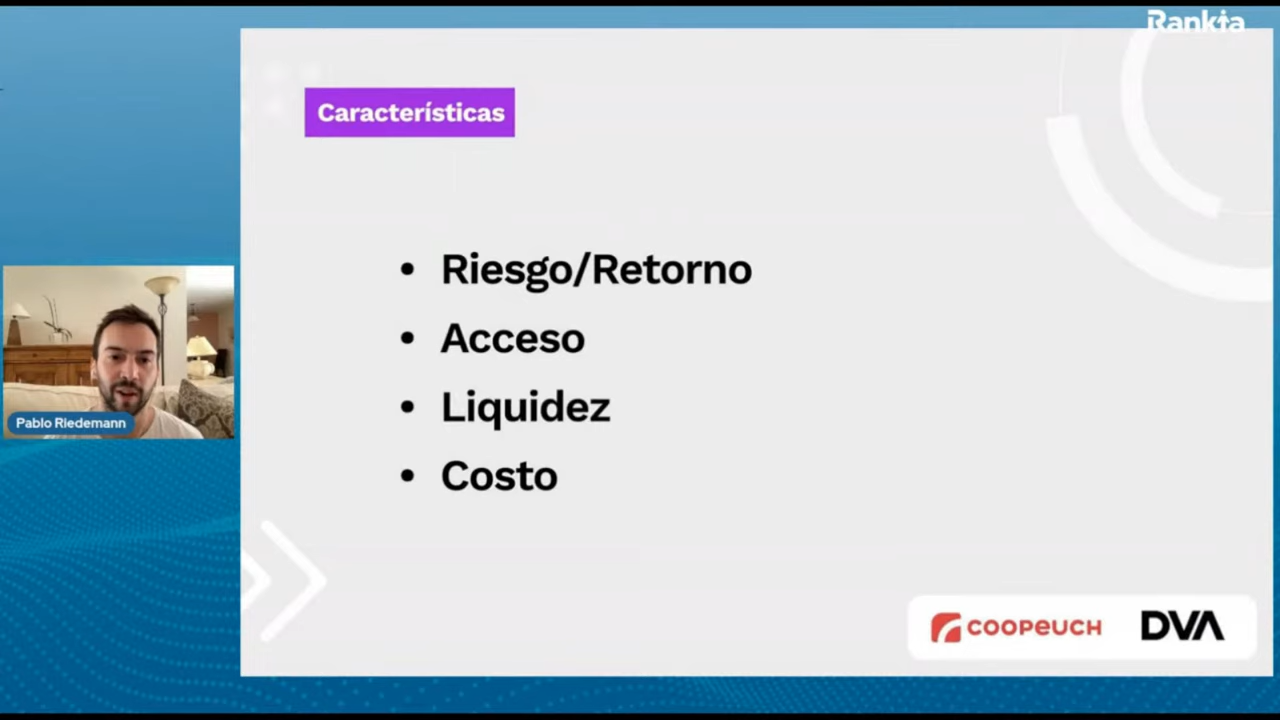 Rankia
Características
• Riesgo/Retorno
• Acceso
• Liquidez
• Costo
Pablo Riedemann
COOPEUCH
DVA